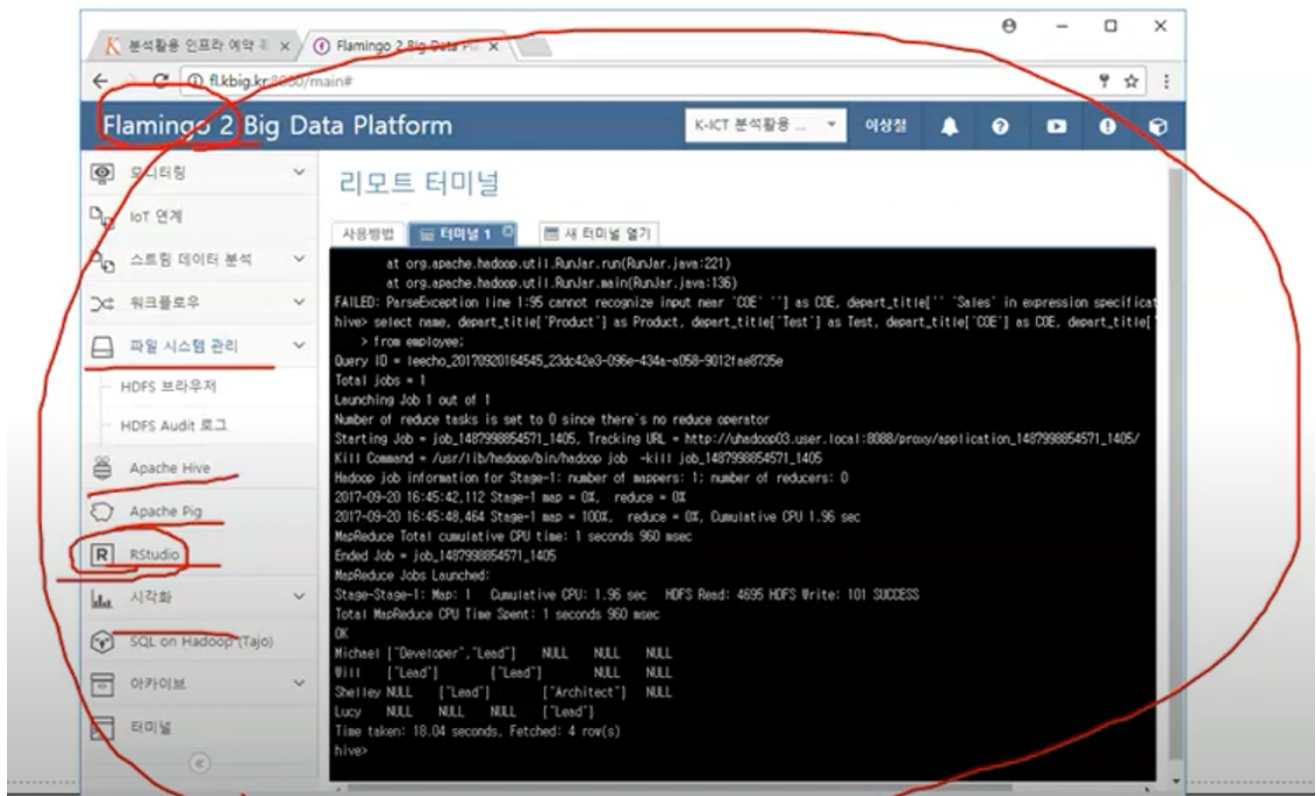 분석활용 인프라 예약
Flamingo 2 Big Data Pl
fl.kbig.kr:8080/main#
Flamingo 2 Big Data Platform
K-ICT 분석활용 ...
이상절
모니터링
IoT 연계
스트림 데이터 분석
워크플로우
파일 시스템 관리
HDFS 브라우저
HDFS Audit 로그
Apache Hive
Apache Pig
R RStudio
시각화
SQL on Hadoop (Tajo)
아카이브
터미널
리모트 터미널
사용방법
터미널 1
새 터미널 열기
at org.apache.hadoop.util.RunJar.run(RunJar.java:221)
at org.apache.hadoop.util.RunJar.main(RunJar.java:136)
FAILED: ParseException line 1:95 cannot recognize input near 'COE' ''] as COE, depart_title['' 'Sales' in expression specificat
hive> select name, depart_title['Product'] as Product, depart_title['Test'] as Test, depart_title['COE'] as COE, depart_title['
> from employee;
Query ID = leecho_20170920164545_23dc42e3-096e-434a-a058-9012fae8735e
Total jobs = 1
Launching Job 1 out of 1
Number of reduce tasks is set to 0 since there's no reduce operator
Starting Job = job_1487998854571_1405, Tracking URL = http://uhadoop03.user.local:8088/proxy/application_1487998854571_1405/
Kill Command = /usr/lib/hadoop/bin/hadoop job -kill job_1487998854571_1405
Hadoop job information for Stage-1: number of mappers: 1; number of reducers: 0
2017-09-20 16:45:42,112 Stage-1 map = 0%, reduce = 0%
2017-09-20 16:45:48,464 Stage-1 map = 100%, reduce = 0%, Cumulative CPU 1.96 sec
MapReduce Total cumulative CPU time: 1 seconds 960 msec
Ended Job = job_1487998854571_1405
MapReduce Jobs Launched:
Stage-Stage-1: Map: 1 Cumulative CPU: 1.96 sec HDFS Read: 4695 HDFS Write: 101 SUCCESS
Total MapReduce CPU Time Spent: 1 seconds 960 msec
OK
Michael ["Developer","Lead"] NULL NULL NULL
Will ["Lead"] ["Lead"] NULL NULL
Shelley NULL ["Lead"] ["Architect"] NULL
Lucy NULL NULL NULL ["Lead"]
Time taken: 18.04 seconds, Fetched: 4 row(s)
hive>